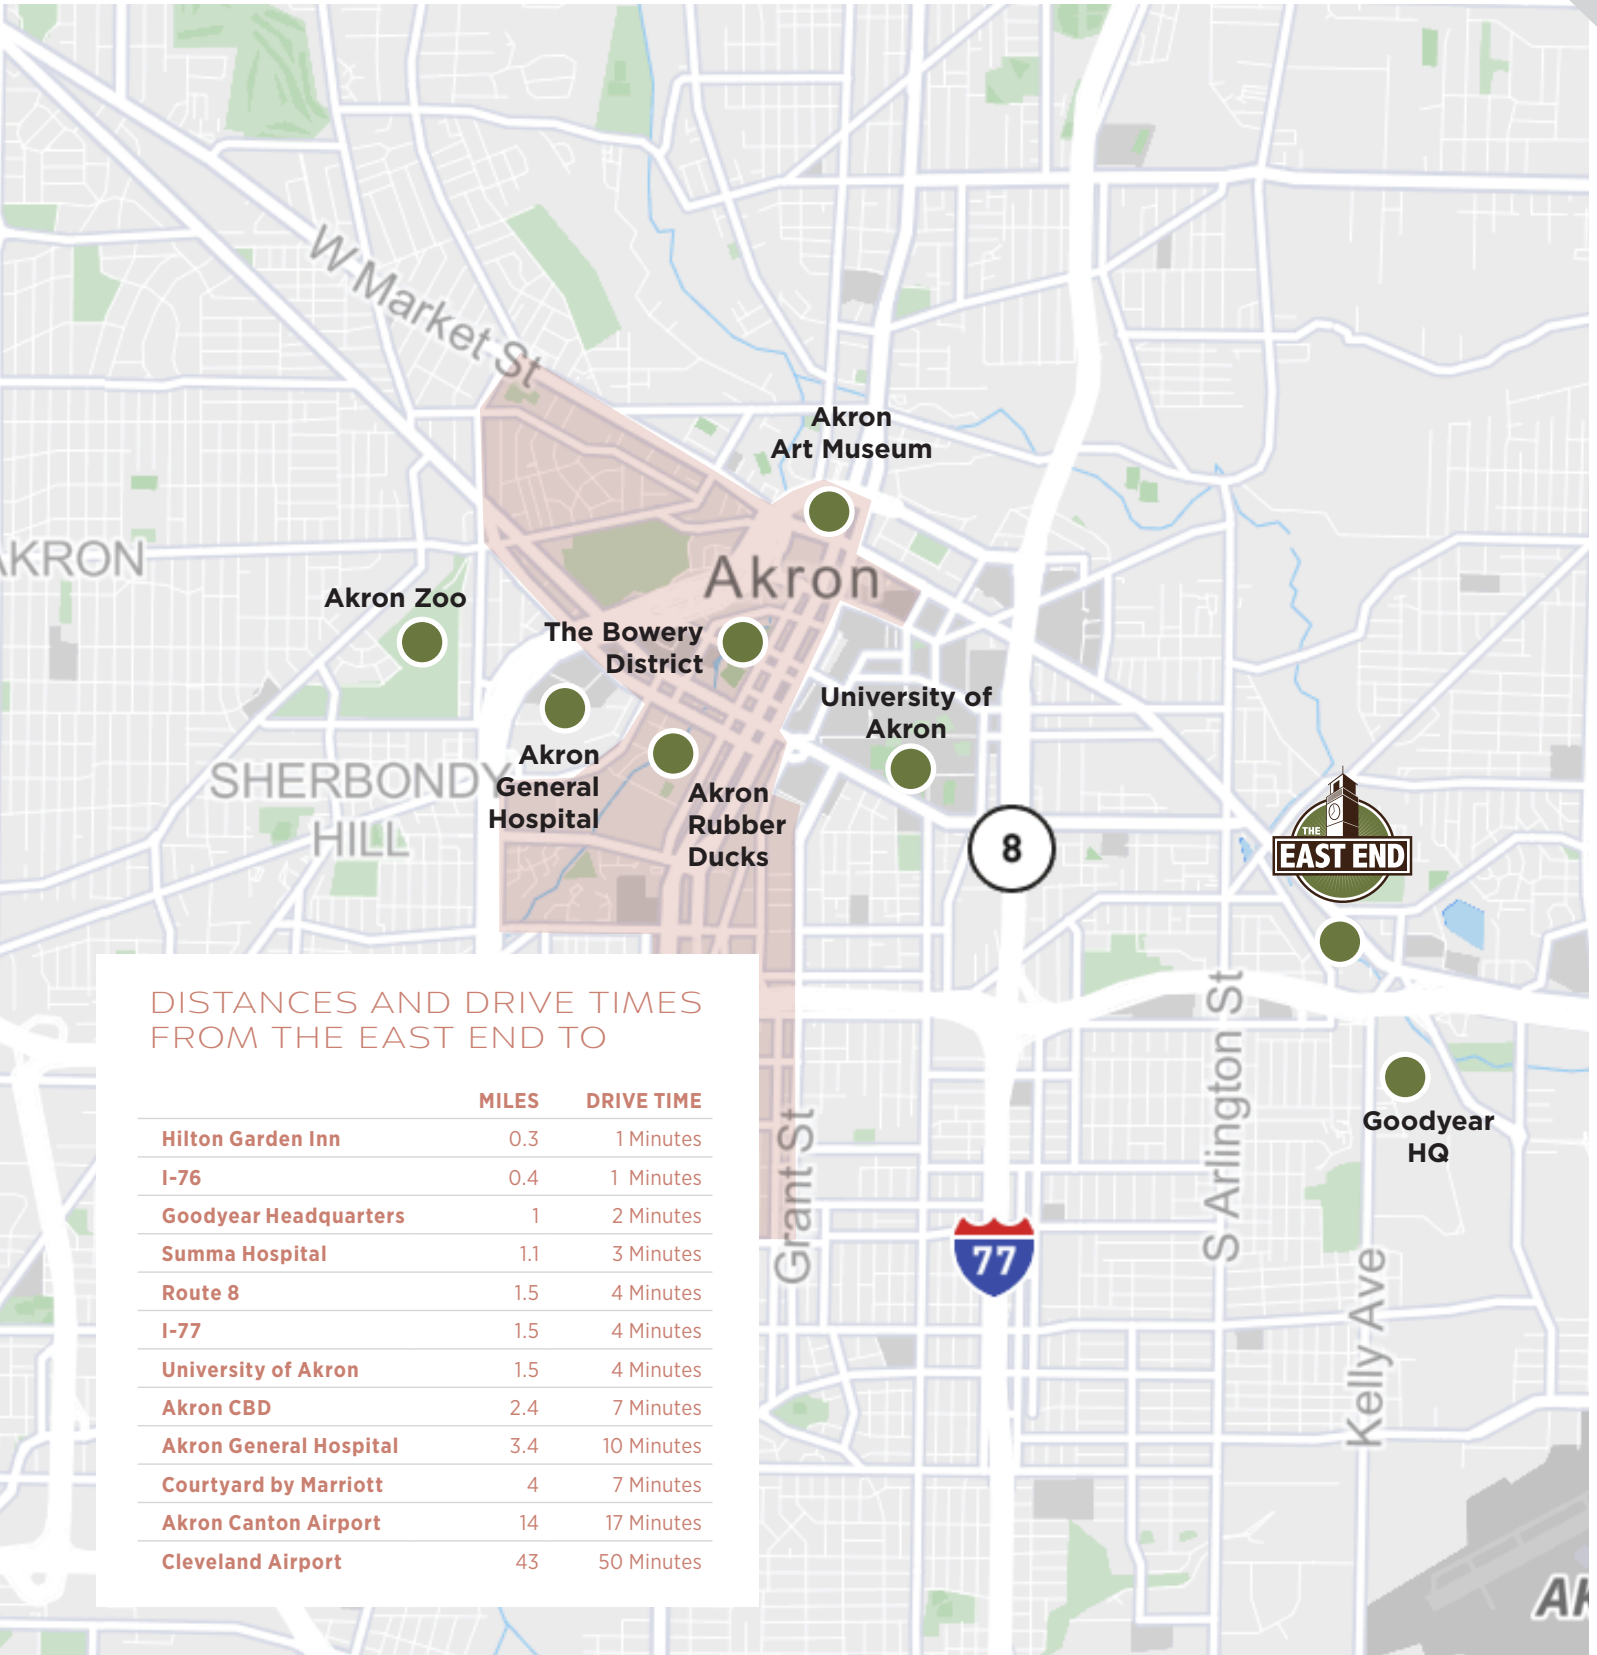 W Market St
Akron
Art Museum
AKRON
Akron
Akron Zoo
The Bowery
District
University of
Akron
Akron
General
Hospital
SHERBONDY
HILL
Akron
Rubber
Ducks
8
THE
EAST END
DISTANCES AND DRIVE TIMES
FROM THE EAST END TO
MILES DRIVE TIME
Hilton Garden Inn 0.3 1 Minutes
I-76 0.4 1 Minutes
Goodyear Headquarters 1 2 Minutes
Summa Hospital 1.1 3 Minutes
Route 8 1.5 4 Minutes
I-77 1.5 4 Minutes
University of Akron 1.5 4 Minutes
Akron CBD 2.4 7 Minutes
Akron General Hospital 3.4 10 Minutes
Courtyard by Marriott 4 7 Minutes
Akron Canton Airport 14 17 Minutes
Cleveland Airport 43 50 Minutes
Grant St
S Arlington St
Goodyear
HQ
77
Kelly Ave
AK